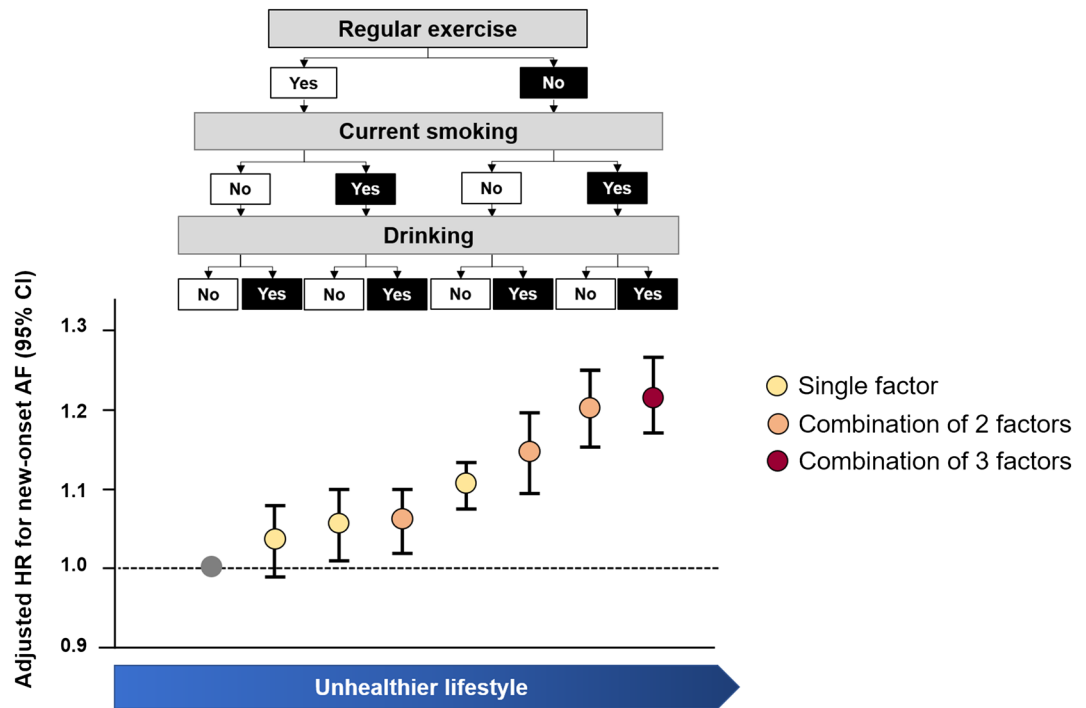 Regular exercise
Yes No
Current smoking
No Yes No Yes
Drinking
No Yes No Yes No Yes No Yes
Adjusted HR for new-onset AF (95% CI)
1.3
1.2
1.1
1.0
0.9
Single factor
Combination of 2 factors
Combination of 3 factors
Unhealthier lifestyle